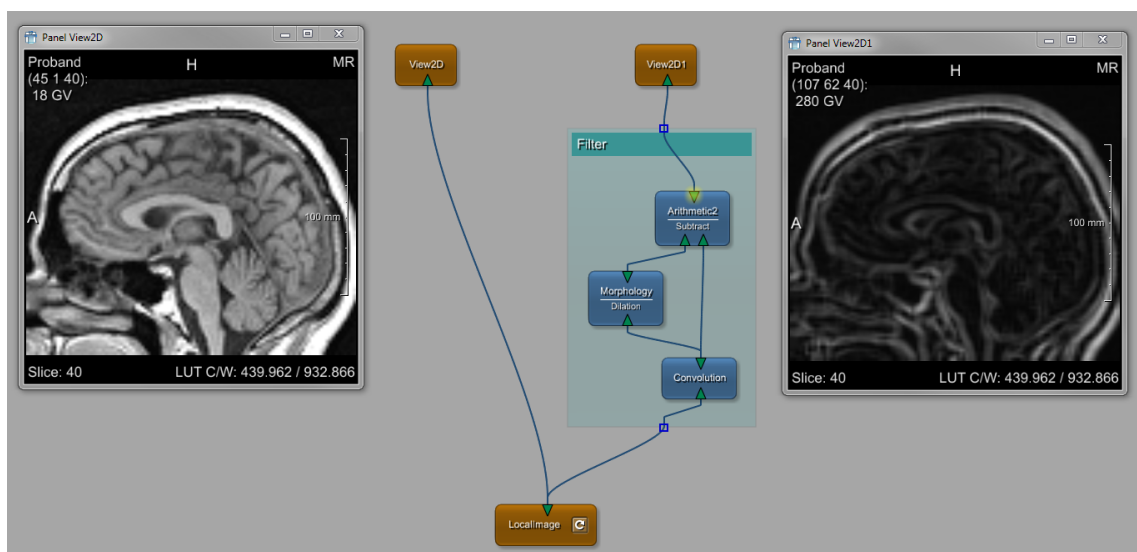 Panel View2D
Proband
(45 1 40):
18 GV
H
MR
A
100 mm
Slice: 40
LUT C/W: 439.962 / 932.866
View2D
View2D1
Filter
Arithmetic2
Subtract
Morphology
Dilation
Convolution
LocalImage
Panel View2D1
Proband
(107 62 40):
280 GV
H
MR
A
100 mm
Slice: 40
LUT C/W: 439.962 / 932.866